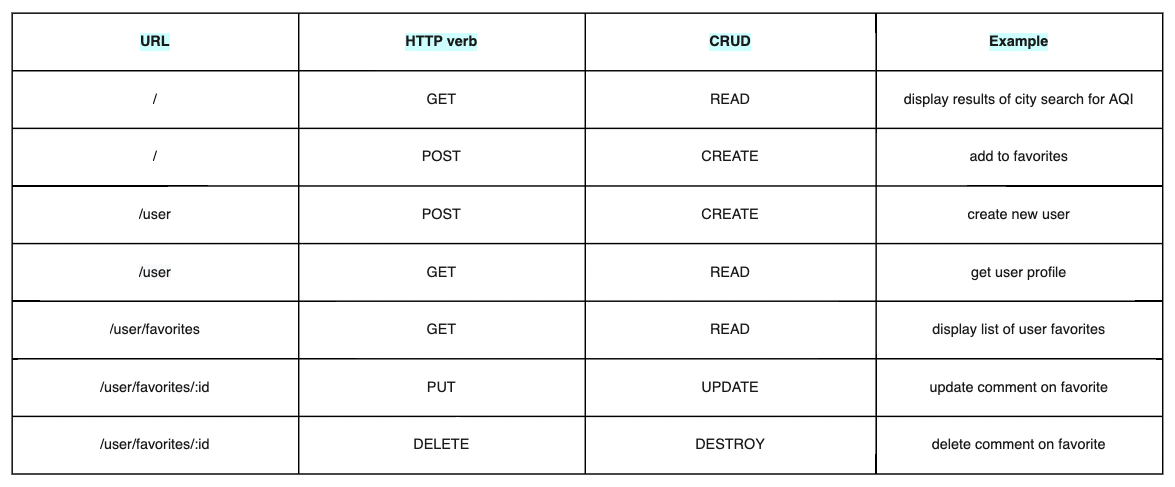 URL HTTP verb CRUD Example
/ GET READ display results of city search for AQI
/ POST CREATE add to favorites
/user POST CREATE create new user
/user GET READ get user profile
/user/favorites GET READ display list of user favorites
/user/favorites/:id PUT UPDATE update comment on favorite
/user/favorites/:id DELETE DESTROY delete comment on favorite